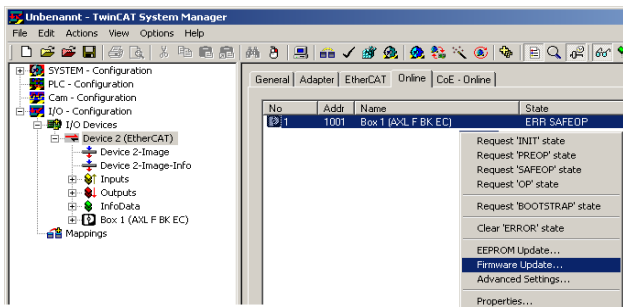 Unbenannt - TwinCAT System Manager
File Edit Actions View Options Help
SYSTEM - Configuration
PLC - Configuration
Cam - Configuration
I/O - Configuration
I/O Devices
Device 2 (EtherCAT)
Device 2-Image
Device 2-Image-Info
Inputs
Outputs
InfoData
Box 1 (AXL F BK EC)
Mappings
General Adapter EtherCAT Online CoE - Online
No Addr Name State
1 1001 Box 1 (AXL F BK EC) ERR SAFEOP
Request 'INIT' state
Request 'PREOP' state
Request 'SAFEOP' state
Request 'OP' state
Request 'BOOTSTRAP' state
Clear 'ERROR' state
EEPROM Update...
Firmware Update...
Advanced Settings...
Properties...